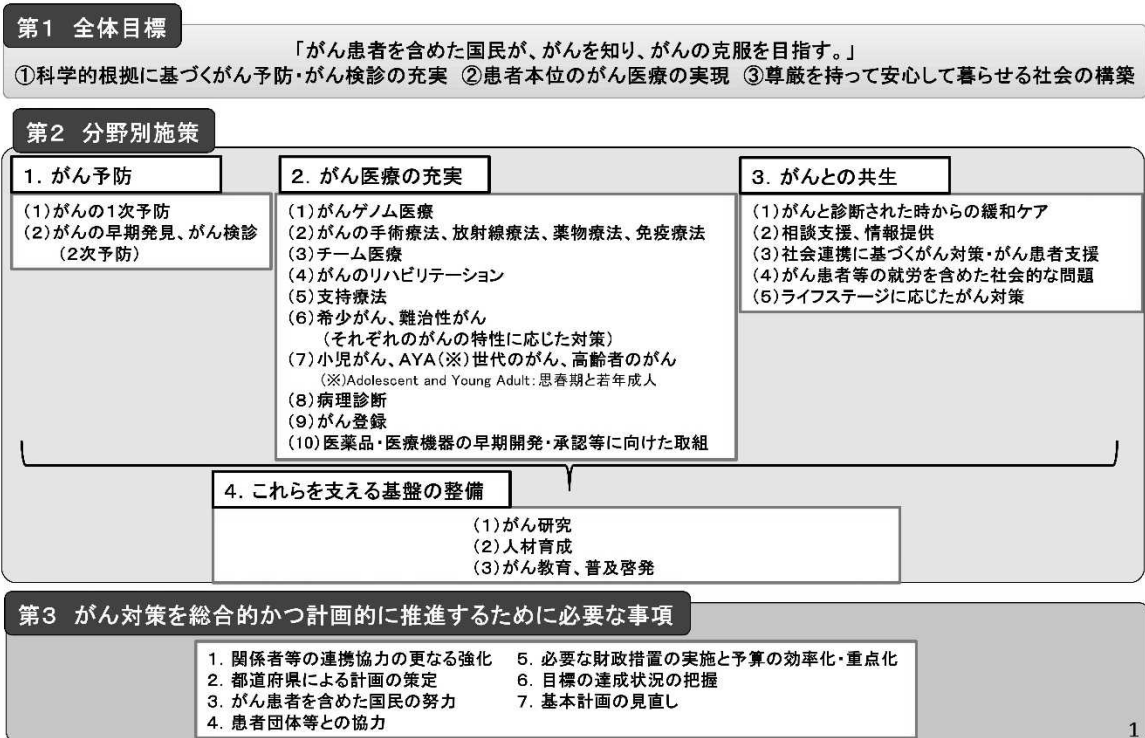 第1 全体目標
「がん患者を含めた国民が、がんを知り、がんの克服を目指す。」
①科学的根拠に基づくがん予防・がん検診の充実 ②患者本位のがん医療の実現 ③尊厳を持って安心して暮らせる社会の構築
第2 分野別施策
1. がん予防
(1)がんの1次予防
(2)がんの早期発見、がん検診
(2次予防)
2. がん医療の充実
(1)がんゲノム医療
(2)がんの手術療法、放射線療法、薬物療法、免疫療法
(3)チーム医療
(4)がんのリハビリテーション
(5)支持療法
(6)希少がん、難治性がん
(それぞれのがんの特性に応じた対策)
(7)小児がん、AYA(※)世代のがん、高齢者のがん
(※)Adolescent and Young Adult:思春期と若年成人
(8)病理診断
(9)がん登録
(10)医薬品・医療機器の早期開発・承認等に向けた取組
3. がんとの共生
(1)がんと診断された時からの緩和ケア
(2)相談支援、情報提供
(3)社会連携に基づくがん対策・がん患者支援
(4)がん患者等の就労を含めた社会的な問題
(5)ライフステージに応じたがん対策
4. これらを支える基盤の整備
(1)がん研究
(2)人材育成
(3)がん教育、普及啓発
第3 がん対策を総合的かつ計画的に推進するために必要な事項
1. 関係者等の連携協力の更なる強化
2. 都道府県による計画の策定
3. がん患者を含めた国民の努力
4. 患者団体等との協力
5. 必要な財政措置の実施と予算の効率化・重点化
6. 目標の達成状況の把握
7. 基本計画の見直し
1